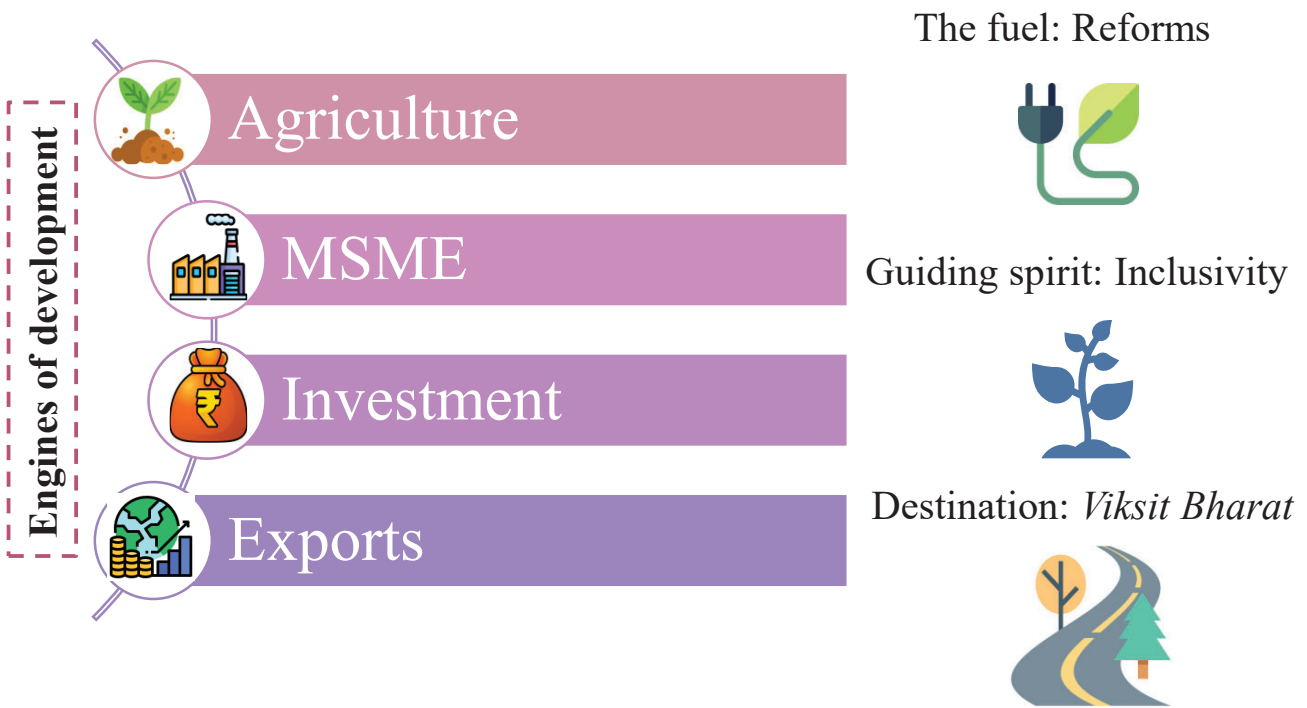 Engines of development
Agriculture
MSME
Investment
Exports
The fuel: Reforms
Guiding spirit: Inclusivity
Destination: Viksit Bharat